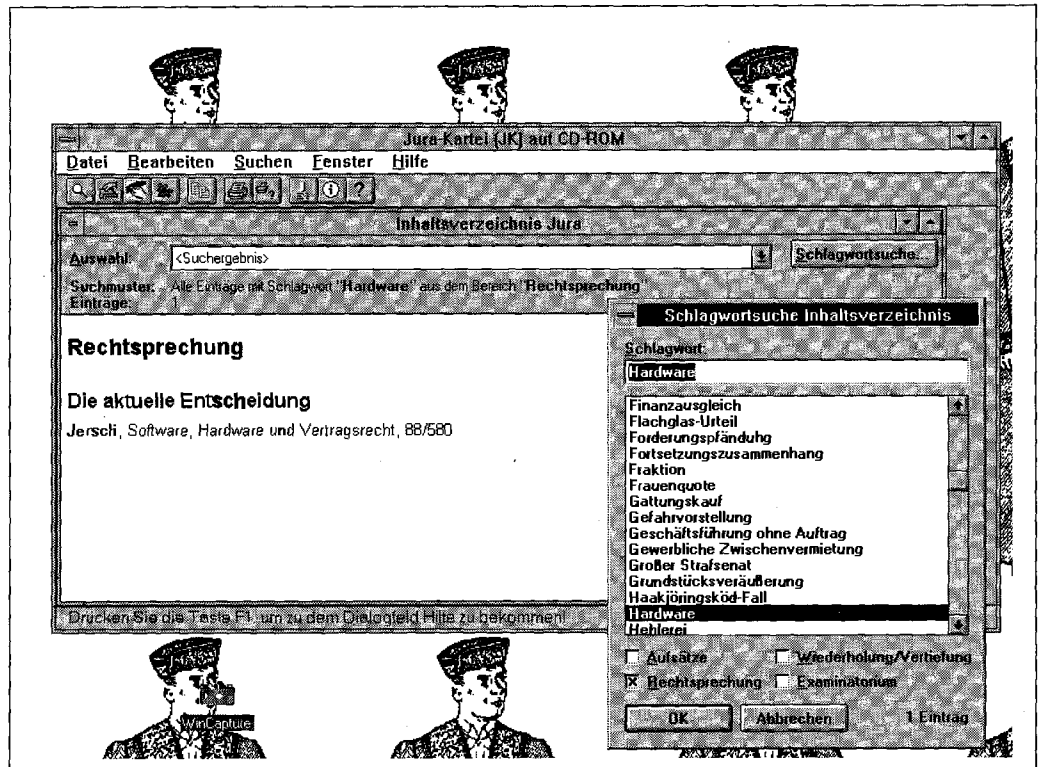 Jura-Kartei (JK) auf CD-ROM
Datei Bearbeiten Suchen Fenster Hilfe
Inhaltsverzeichnis Jura
Auswahl: <Suchergebnis> Schlagwortsuche...
Suchmuster: Alle Einträge mit Schlagwort "Hardware" aus dem Bereich "Rechtsprechung"
Einträge: 1
Rechtsprechung
Die aktuelle Entscheidung
Jersch, Software, Hardware und Vertragsrecht, 88/580
Drücken Sie die Taste F1, um zu dem Dialogfeld Hilfe zu bekommen!
Schlagwortsuche Inhaltsverzeichnis
Schlagwort:
Hardware
Finanzausgleich
Flachglas-Urteil
Forderungspfänduhg
Fortsetzungszusammenhang
Fraktion
Frauenquote
Gattungskauf
Gefahrvorstellung
Geschäftsführung ohne Auftrag
Gewerbliche Zwischenvermietung
Großer Strafsenat
Grundstücksveräußerung
Haakjöringsköd-Fall
Hardware
Hehlerei
Aufsätze Wiederholung/Vertiefung
Rechtsprechung Examinatorium
OK Abbrechen 1 Eintrag
WinCapture